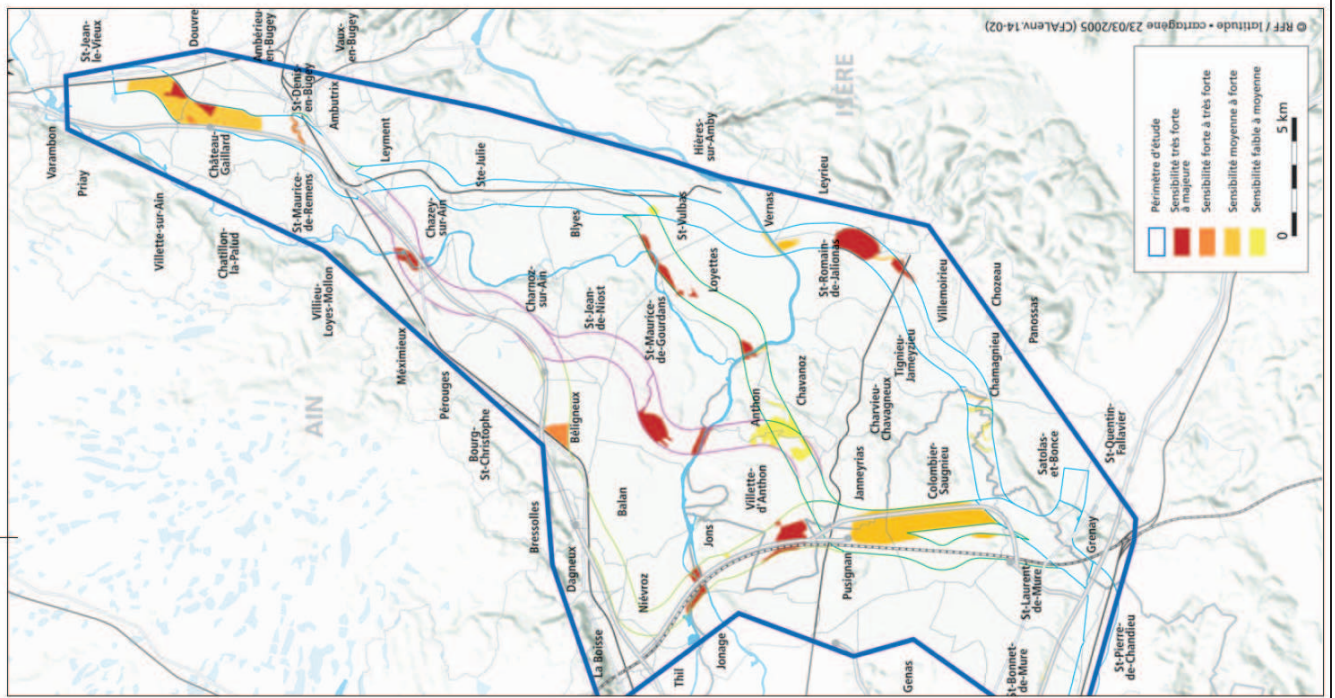 St-Jean-
le-Vieux
Douvre
Ambérieu-
en-Bugey
Vaux-
en-Bugey
Varambon
Priay
Château-
Gaillard
St-Denis-
en-Bugey
Ambutrix
Villette-sur-Ain
Chatillon-
la-Palud
St-Maurice-
de-Remens
Leyment
Villieu-
Loyes-Mollon
Chazey-
sur-Ain
Ste-Julie
Méximieux
Charnoz-
sur-Ain
Blyes
Pérouges
St-Jean-
de-Niost
St-Vulbas
Hières-
sur-Amby
AIN
ISÈRE
Bourg-
St-Christophe
Béligneux
St-Maurice-
de-Gourdans
Loyettes
Vernas
Leyrieu
Bressolles
Balan
Anthon
Chavanoz
St-Romain-
de-Jalionas
Dagneux
Villette-
d'Anthon
Charvieu-
Chavagneux
Tignieu-
Jameyzieu
Villemoirieu
Niévroz
Jons
Janneyrias
Chamagnieu
Chozeau
Panossas
La Boisse
Thil
Jonage
Pusignan
Colombier-
Saugnieu
Satolas-
et-Bonce
St-Quentin-
Fallavier
Genas
St-Laurent-
de-Mure
Grenay
St-Bonnet-
de-Mure
St-Pierre-
de-Chandieu
Périmètre d'étude
Sensibilité très forte
à majeure
Sensibilité forte à très forte
Sensibilité moyenne à forte
Sensibilité faible à moyenne
0 5 km
© RFF / latitude - cartagène 23/03/2005 (CFALenv.14-02)